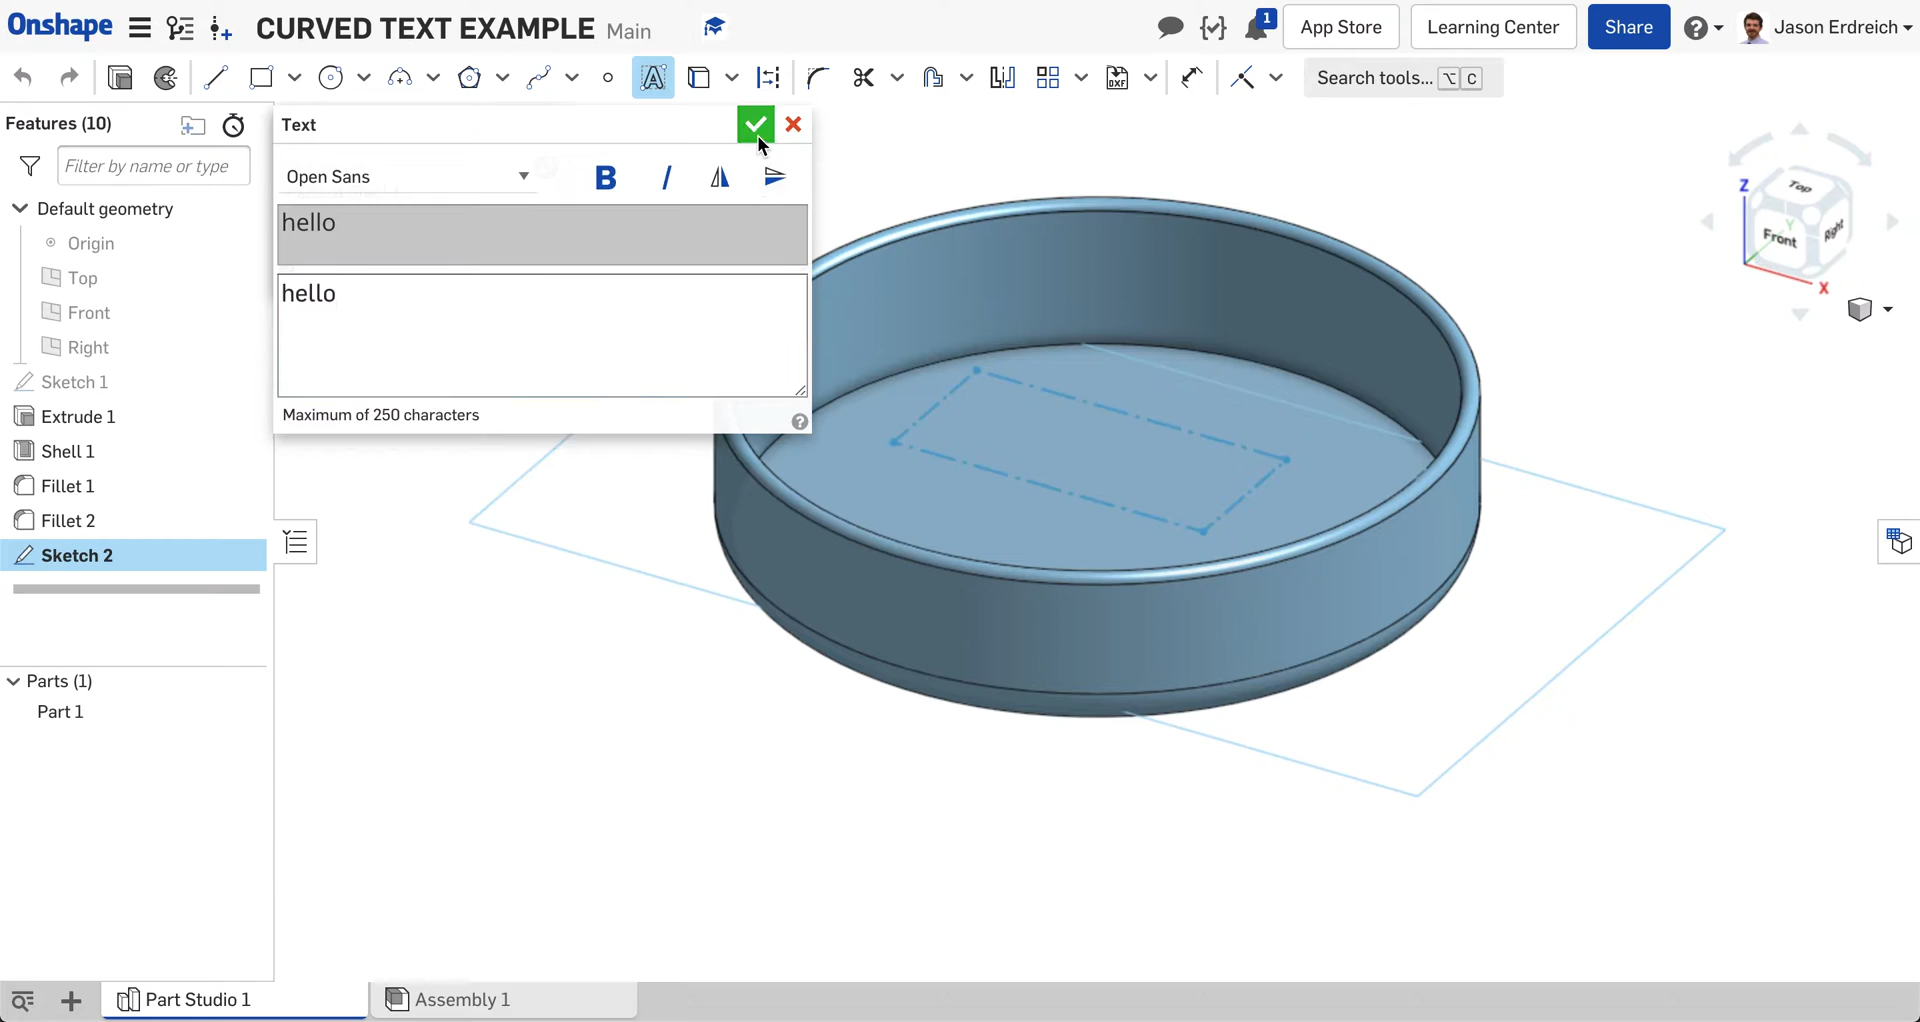 Onshape CURVED TEXT EXAMPLE Main 1 App Store Learning Center Share Jason Erdreich
Search tools... ⌥ C
Features (10)
Filter by name or type
Default geometry
Origin
Top
Front
Right
Sketch 1
Extrude 1
Shell 1
Fillet 1
Fillet 2
Sketch 2
Parts (1)
Part 1
Text
Open Sans B I
hello
hello
Maximum of 250 characters
Z
Top
Y
Front
Right
X
Part Studio 1
Assembly 1